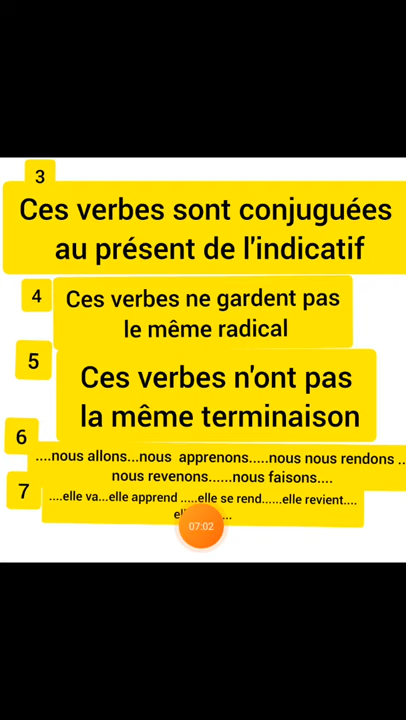 3
Ces verbes sont conjuguées
au présent de l'indicatif
4
Ces verbes ne gardent pas
le même radical
5
Ces verbes n'ont pas
la même terminaison
6
....nous allons...nous apprenons.....nous nous rendons ..
nous revenons......nous faisons....
7
....elle va...elle apprend .....elle se rend......elle revient....
07:02